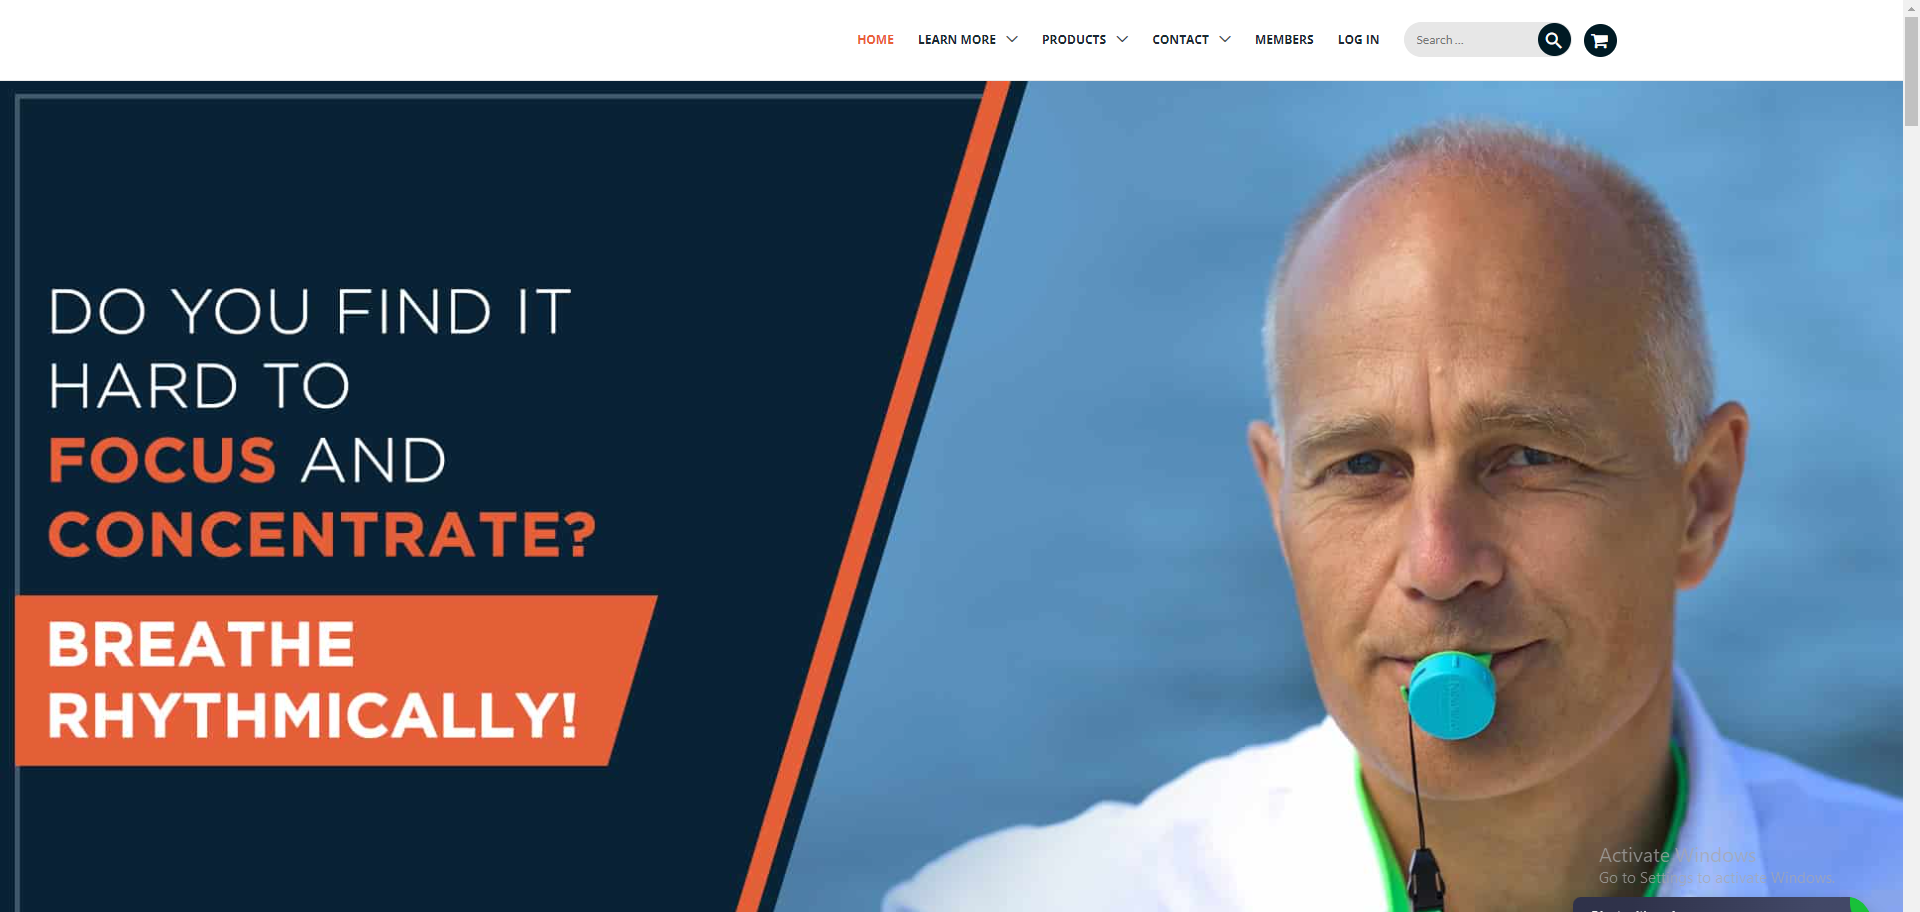 HOME LEARN MORE PRODUCTS CONTACT MEMBERS LOG IN Search ...
DO YOU FIND IT
HARD TO
FOCUS AND
CONCENTRATE?
BREATHE
RHYTHMICALLY!
Activate Windows
Go to Settings to activate Windows.